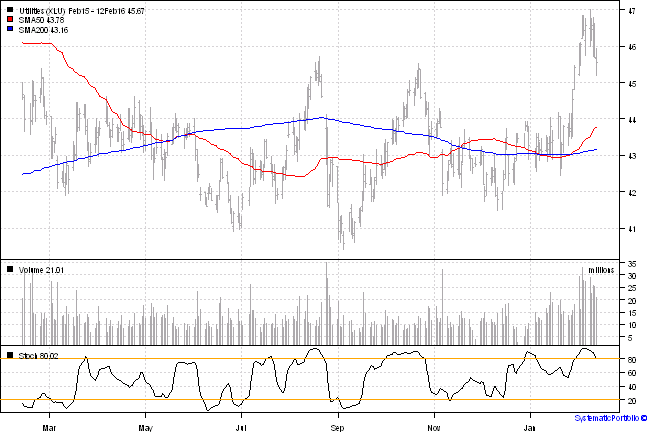 Utilities (XLU) Feb15 - 12Feb16 45.67
SMA50 43.78
SMA200 43.16
47
46
45
44
43
42
41
Volume 21.01
35
millions
30
25
20
15
10
5
Stoch 80.02
80
60
40
20
Mar May Jul Sep Nov Jan
SystematicPortfolio ©